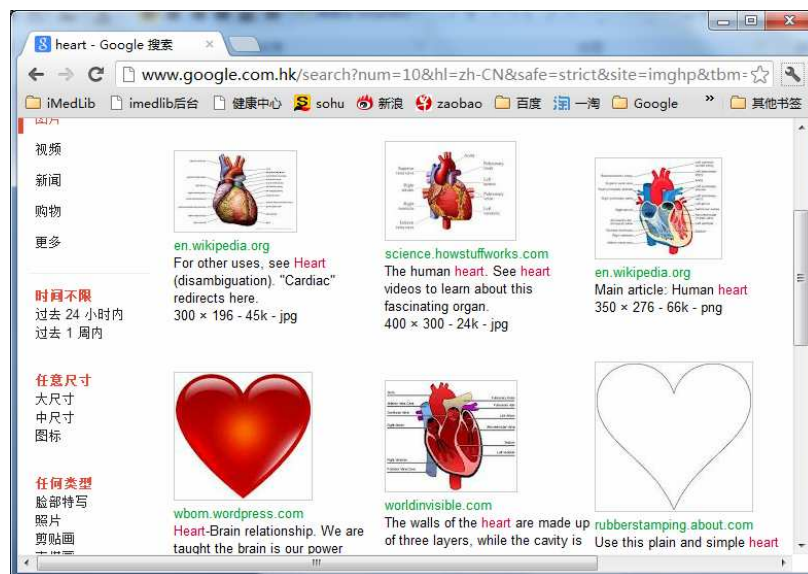 heart - Google 搜索
www.google.com.hk/search?num=10&hl=zh-CN&safe=strict&site=imghp&tbm=
iMedLib imedlib后台 健康中心 sohu 新浪 zaobao 百度 一淘 Google » 其他书签
图片
视频
新闻
购物
更多
时间不限
过去 24 小时内
过去 1 周内
任意尺寸
大尺寸
中尺寸
图标
任何类型
脸部特写
照片
剪贴画
en.wikipedia.org
For other uses, see Heart
(disambiguation). "Cardiac"
redirects here.
300 × 196 - 45k - jpg
science.howstuffworks.com
The human heart. See heart
videos to learn about this
fascinating organ.
400 × 300 - 24k - jpg
en.wikipedia.org
Main article: Human heart
350 × 276 - 66k - png
wbom.wordpress.com
Heart-Brain relationship. We are
taught the brain is our power
worldinvisible.com
The walls of the heart are made up
of three layers, while the cavity is
rubberstamping.about.com
Use this plain and simple heart